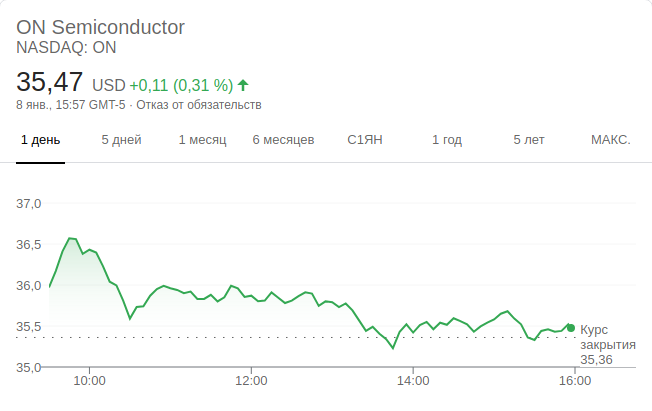 ON Semiconductor
NASDAQ: ON
35,47 USD +0,11 (0,31 %)
8 янв., 15:57 GMT-5 · Отказ от обязательств
1 день 5 дней 1 месяц 6 месяцев С1ЯН 1 год 5 лет МАКС.
37,0
36,5
36,0
35,5
35,0
Курс
закрытия
35,36
10:00 12:00 14:00 16:00